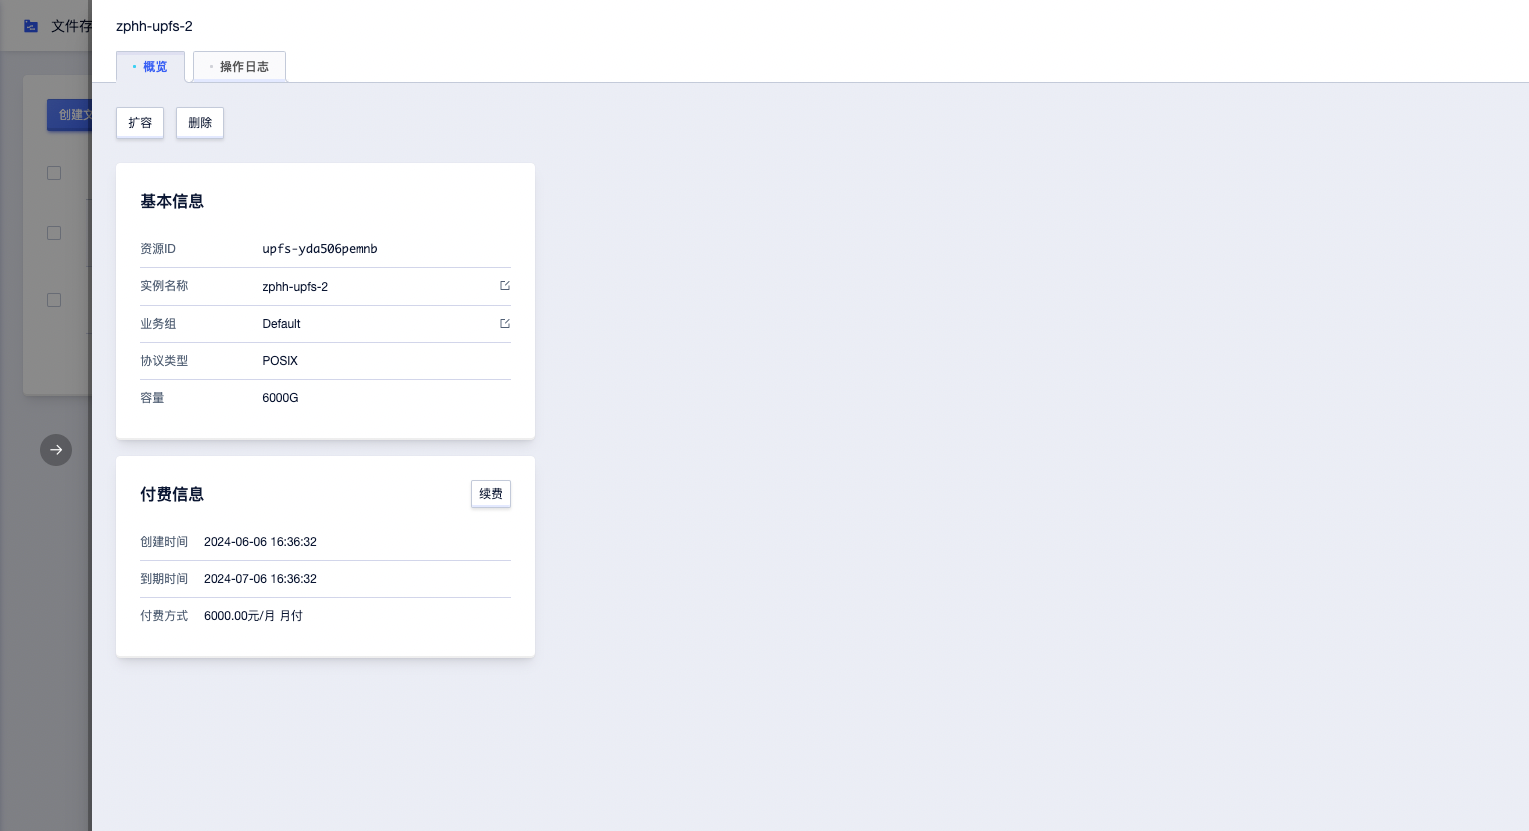 文件存
zphh-upfs-2
概览 操作日志
创建文
扩容 删除
基本信息
资源ID upfs-yda506pemnb
实例名称 zphh-upfs-2
业务组 Default
协议类型 POSIX
容量 6000G
付费信息 续费
创建时间 2024-06-06 16:36:32
到期时间 2024-07-06 16:36:32
付费方式 6000.00元/月 月付